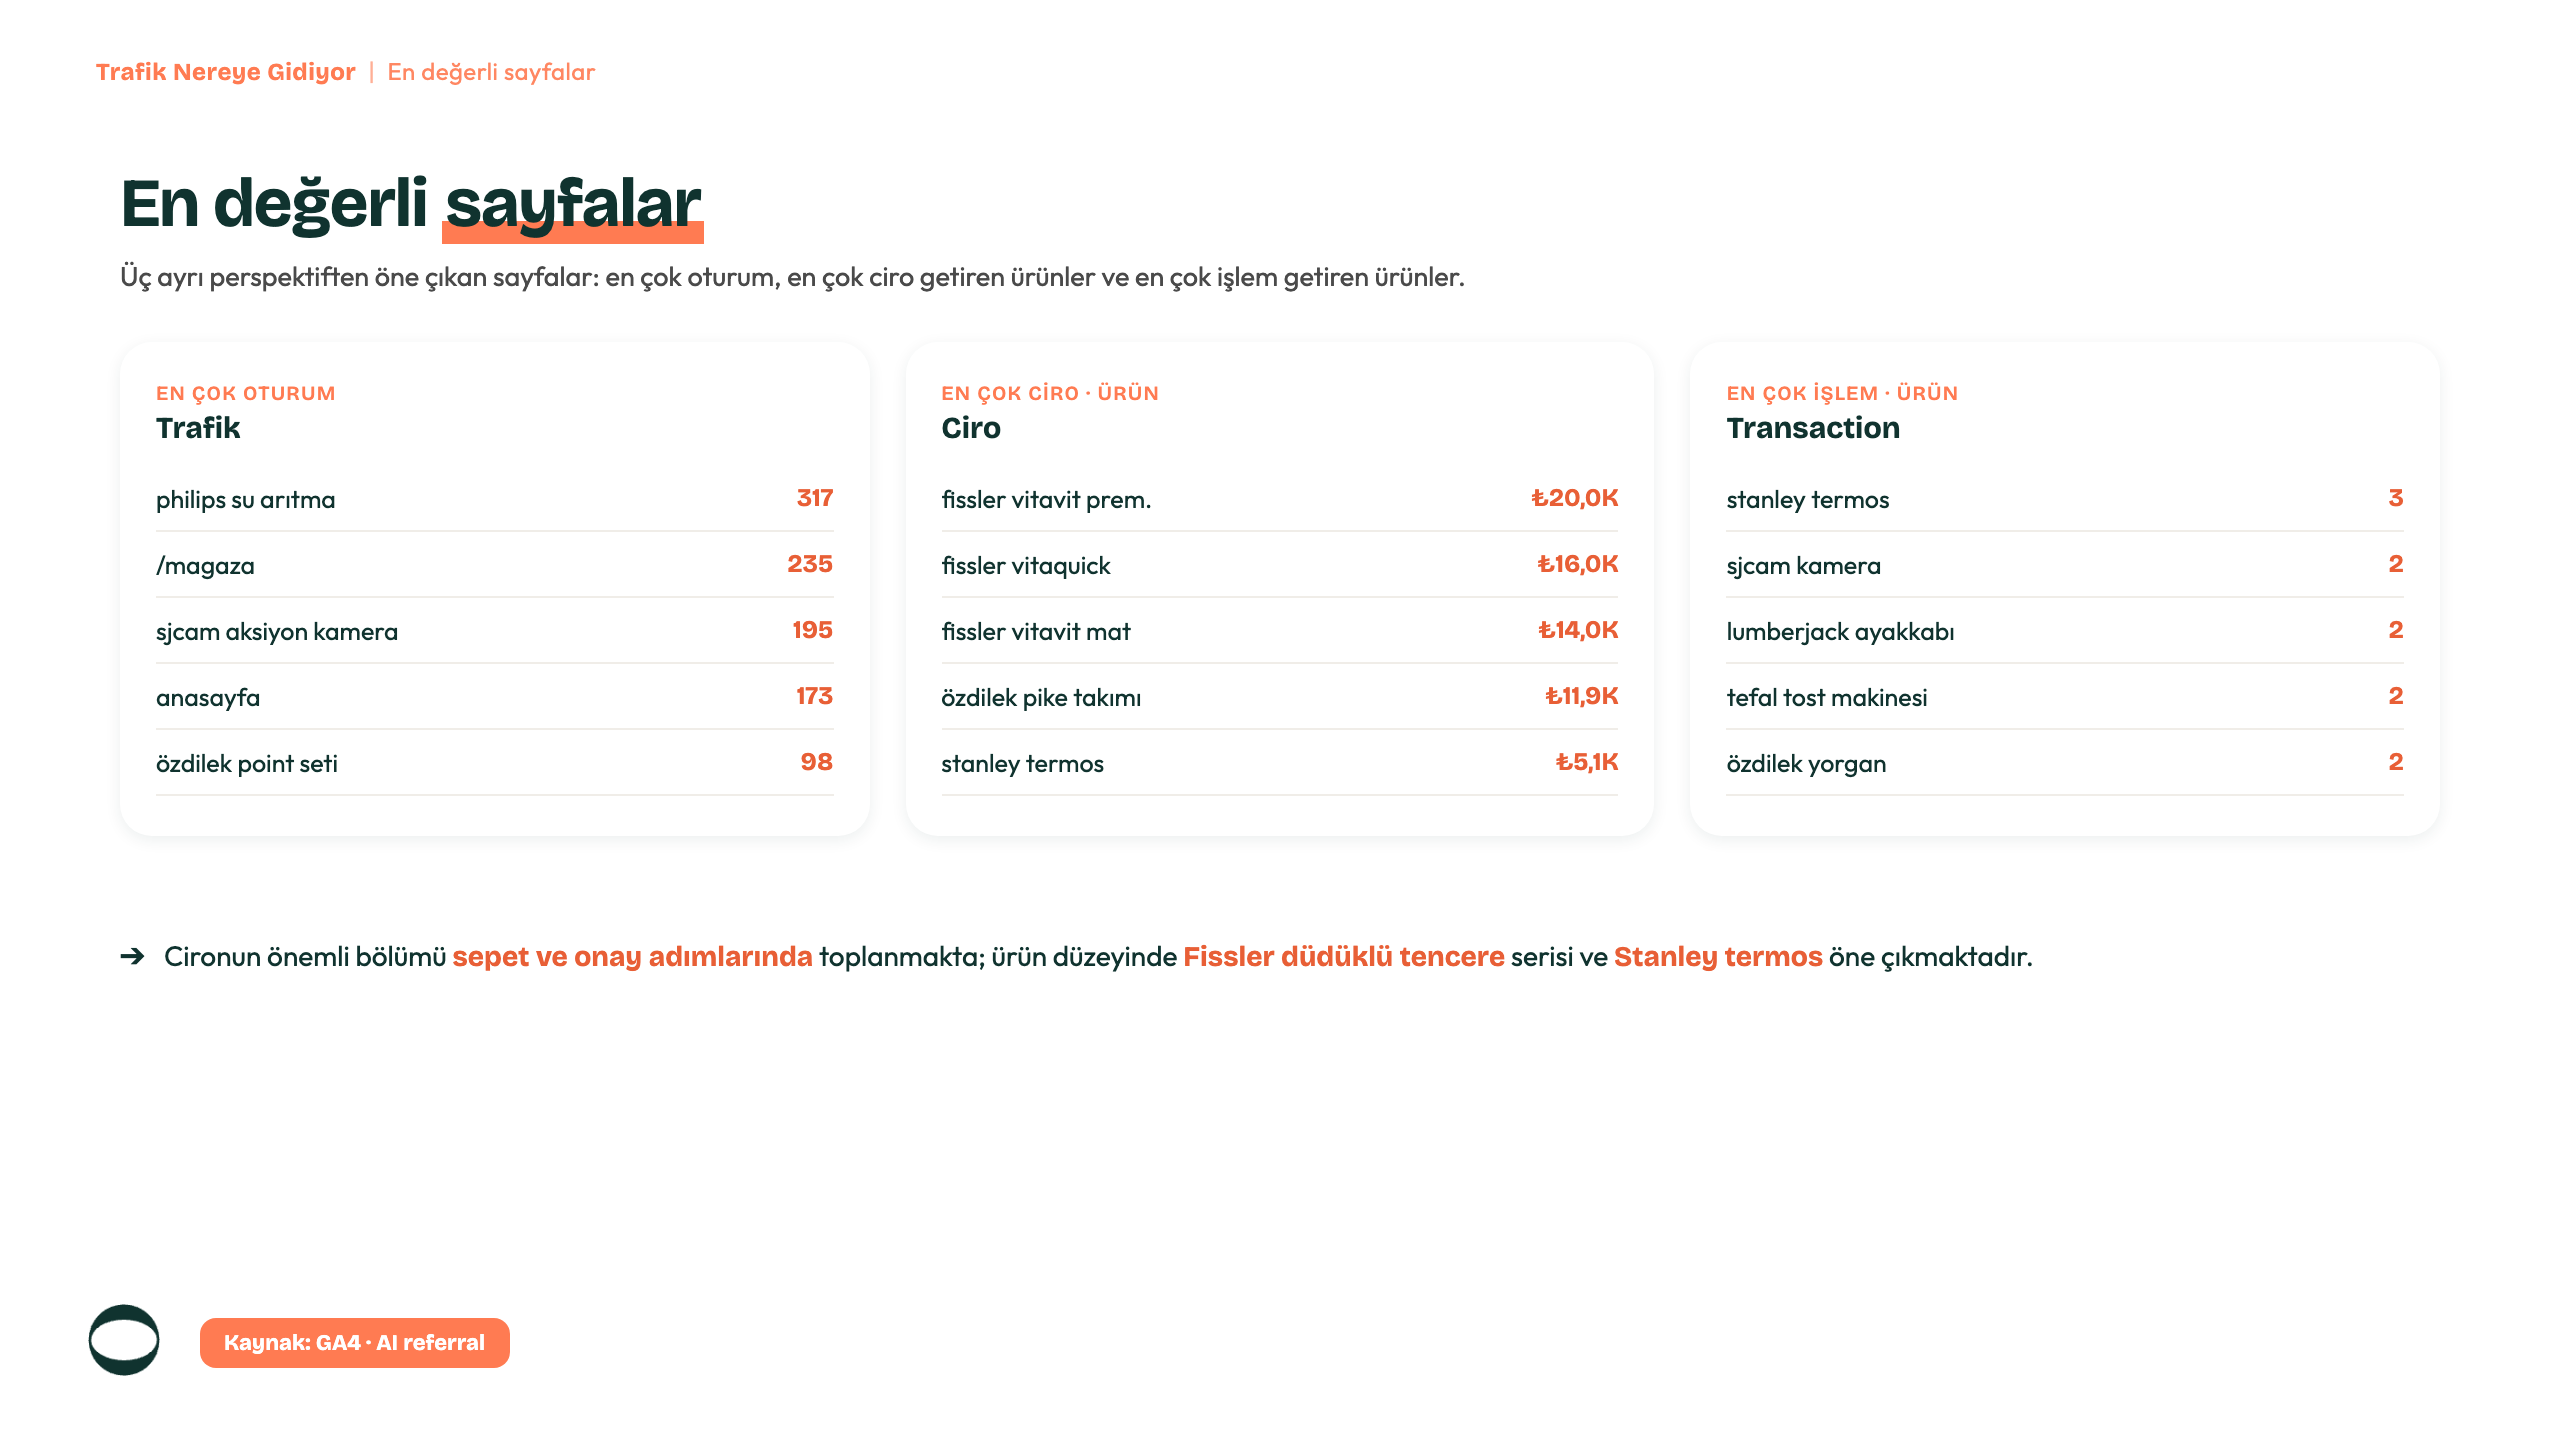 Trafik Nereye Gidiyor | En değerli sayfalar
En değerli sayfalar
Üç ayrı perspektiften öne çıkan sayfalar: en çok oturum, en çok ciro getiren ürünler ve en çok işlem getiren ürünler.
EN ÇOK OTURUM
Trafik
philips su arıtma 317
/magaza 235
sjcam aksiyon kamera 195
anasayfa 173
özdilek point seti 98
EN ÇOK CİRO · ÜRÜN
Ciro
fissler vitavit prem. ₺20,0K
fissler vitaquick ₺16,0K
fissler vitavit mat ₺14,0K
özdilek pike takımı ₺11,9K
stanley termos ₺5,1K
EN ÇOK İŞLEM · ÜRÜN
Transaction
stanley termos 3
sjcam kamera 2
lumberjack ayakkabı 2
tefal tost makinesi 2
özdilek yorgan 2
➔ Cironun önemli bölümü sepet ve onay adımlarında toplanmakta; ürün düzeyinde Fissler düdüklü tencere serisi ve Stanley termos öne çıkmaktadır.
Kaynak: GA4 · AI referral